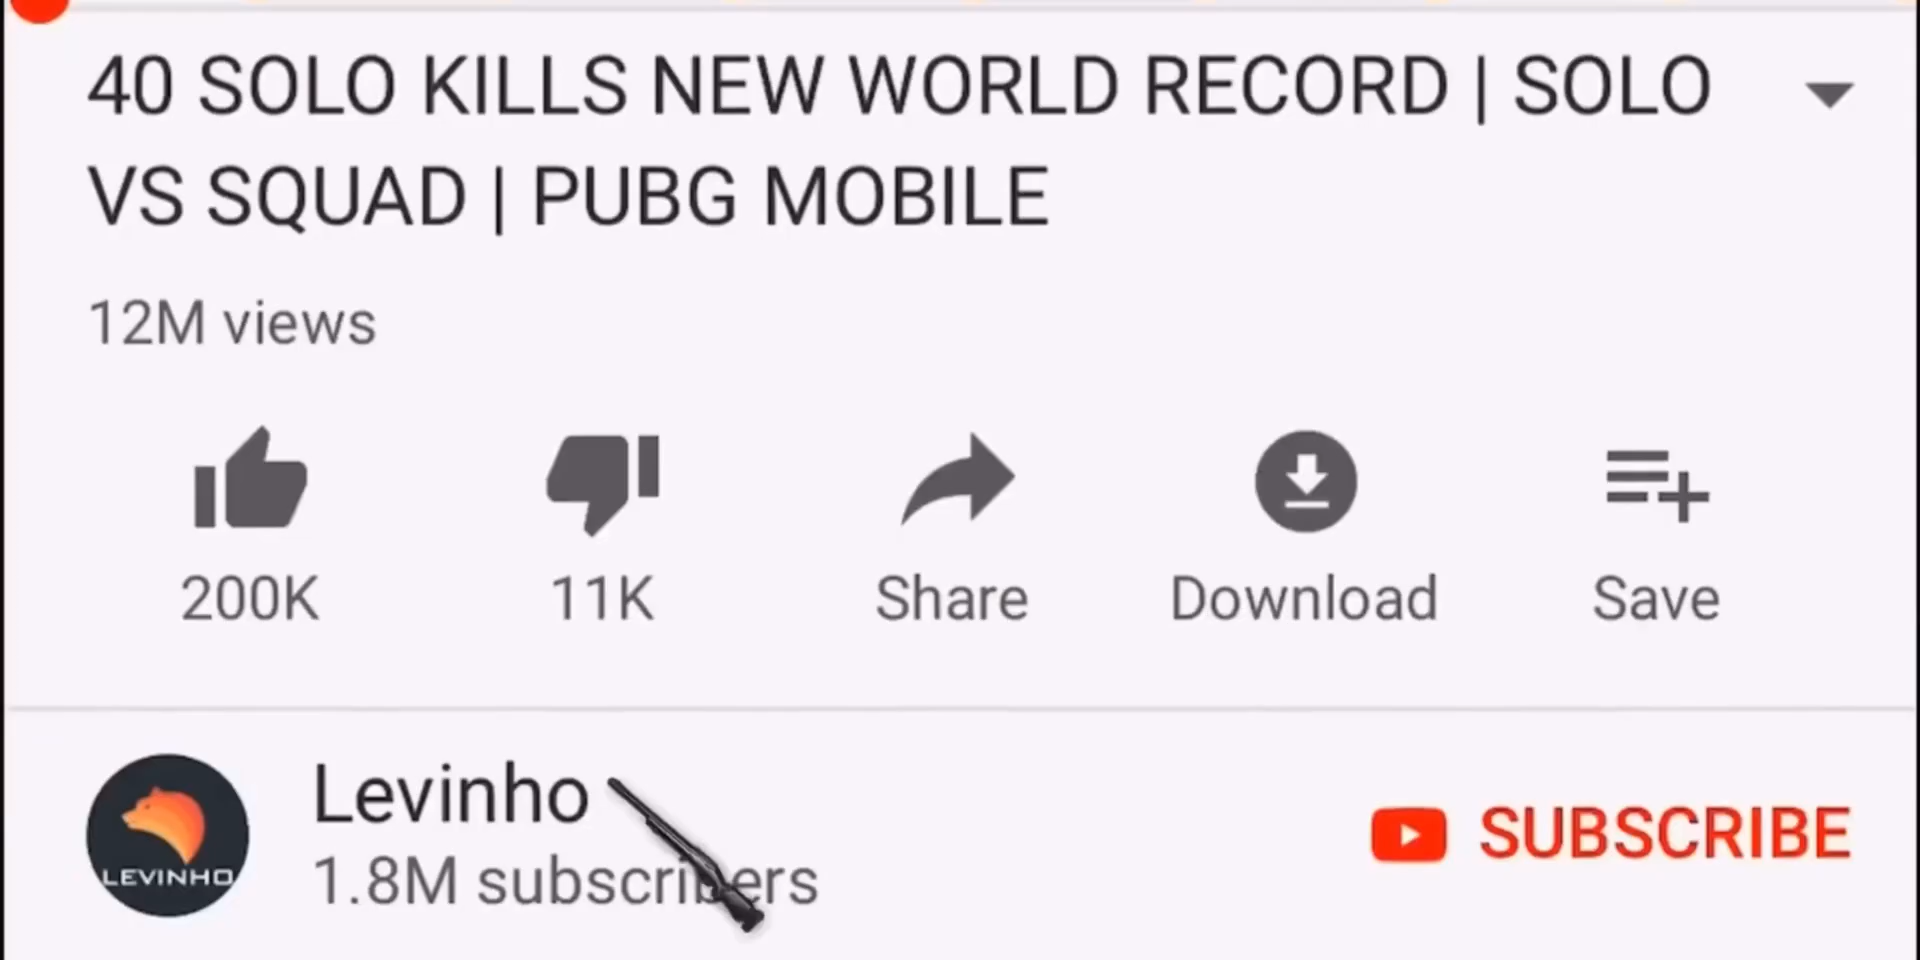 40 SOLO KILLS NEW WORLD RECORD | SOLO
VS SQUAD | PUBG MOBILE
12M views
200K
11K
Share
Download
Save
Levinho
1.8M subscribers
LEVINHO
SUBSCRIBE